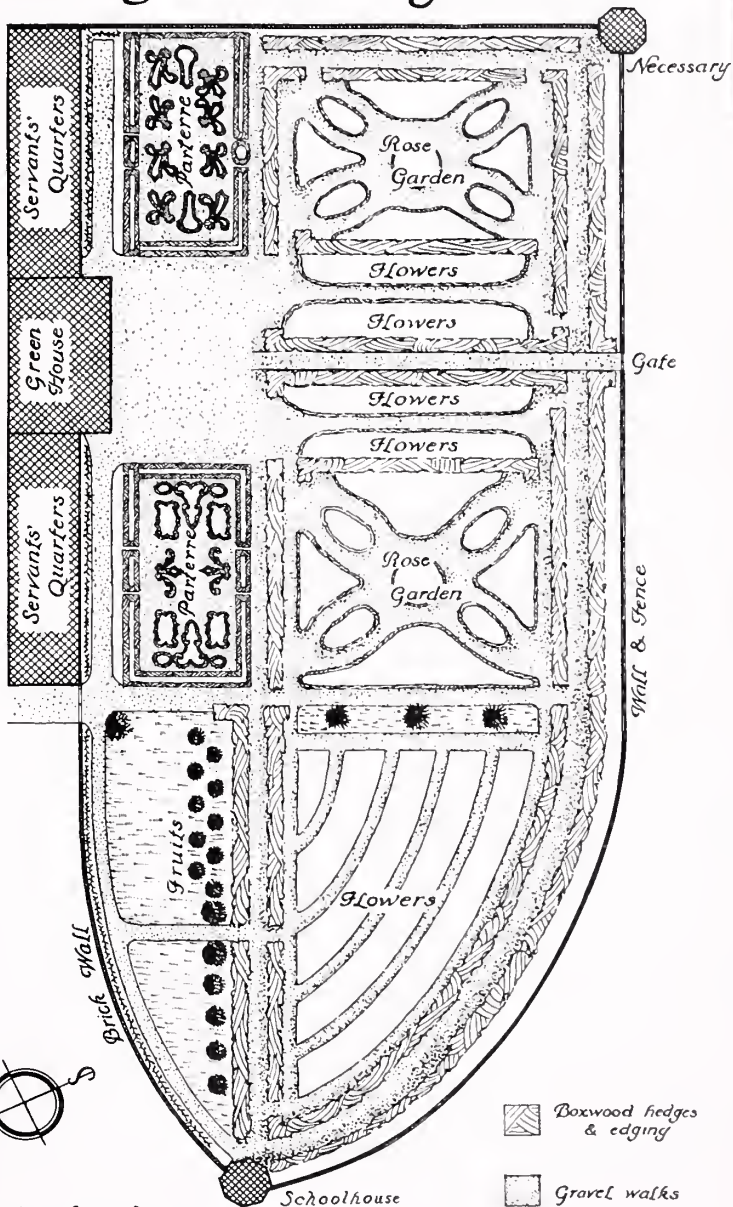 Necessary
Servants'
Quarters
Parterre
Rose
Garden
Flowers
Flowers
Green
House
Gate
Flowers
Flowers
Servants'
Quarters
Parterre
Rose
Garden
Wall & Fence
Fruits
Flowers
Brick Wall
S
Boxwood hedges
& edging
Schoolhouse
Gravel walks